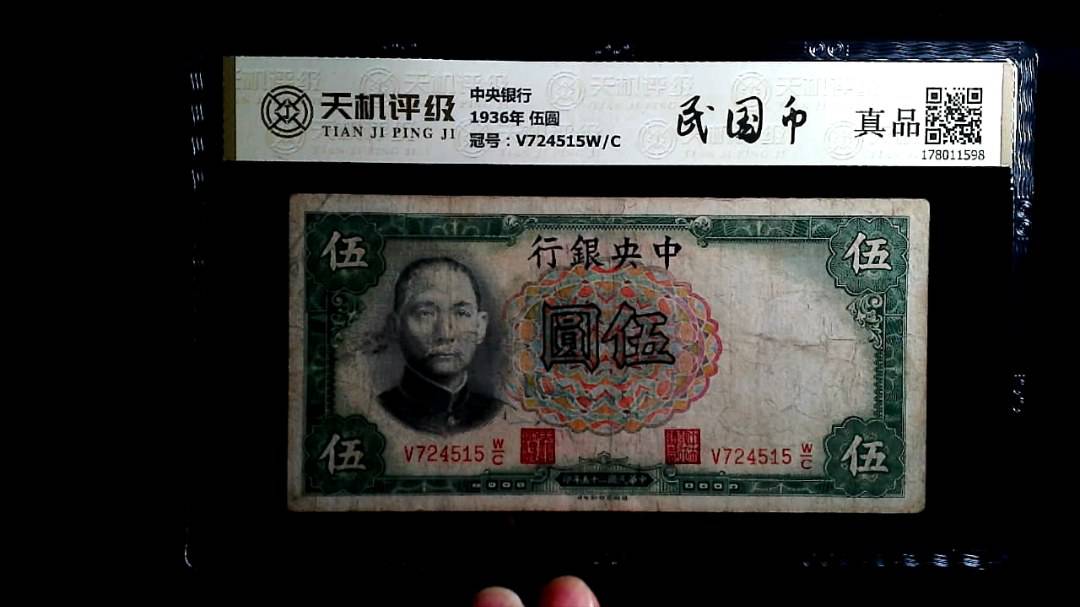 天机评级
TIAN JI PING JI
中央银行
1936年 伍圆
冠号：V724515W/C
民国币
真品
178011598
伍
行銀央中
伍
圓伍
V724515 W/C
V724515 W/C
伍
伍